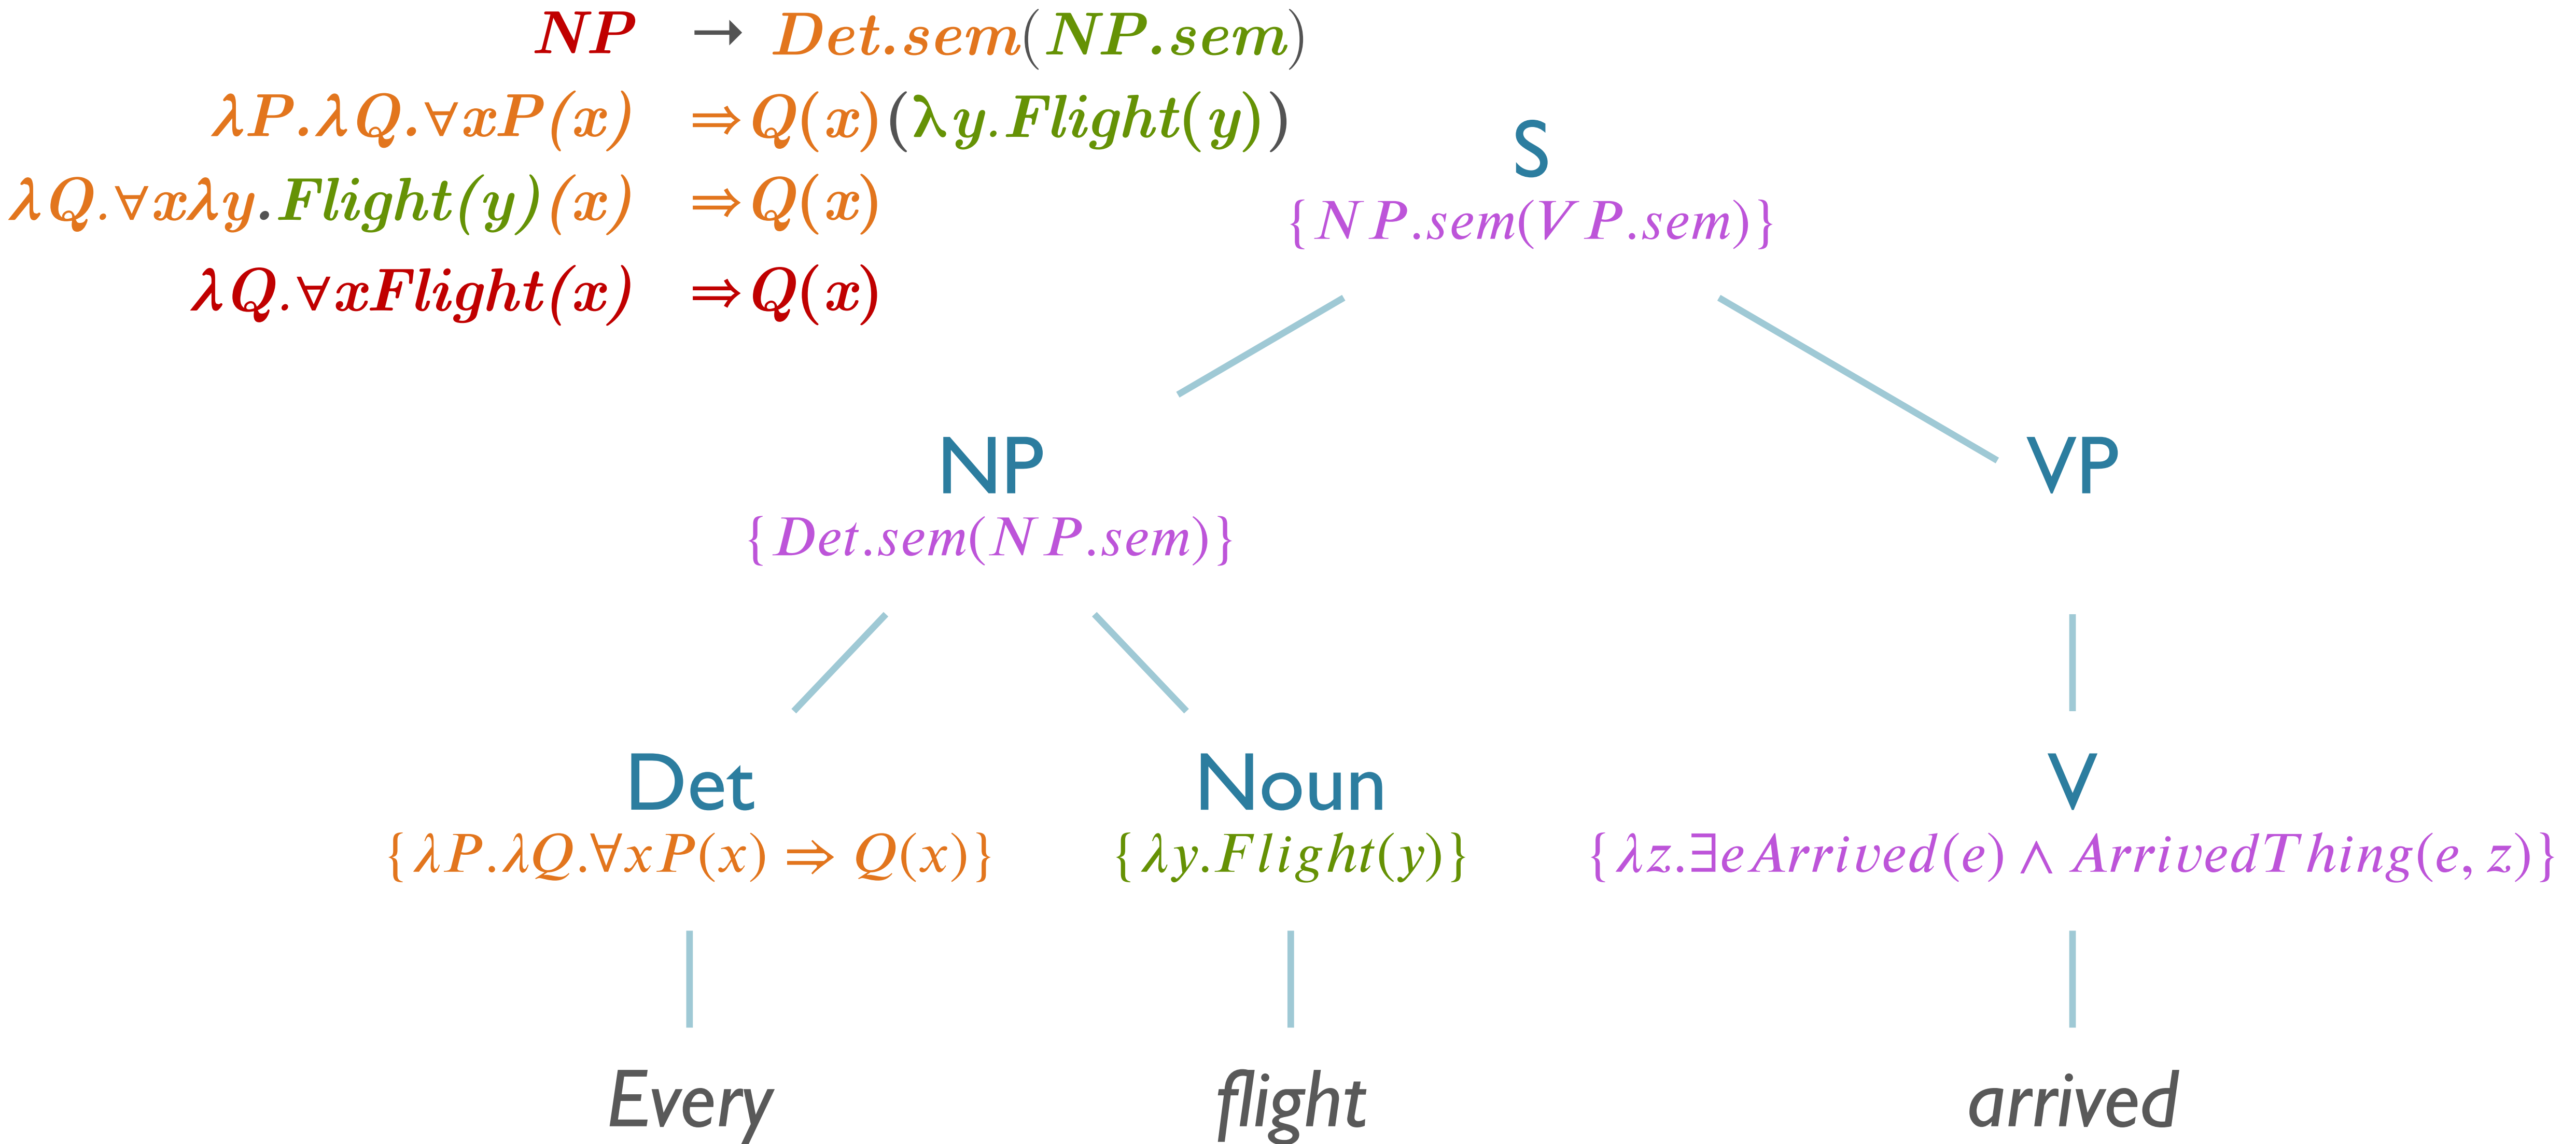 NP → Det.sem(NP.sem)
λP.λQ.∀xP(x) ⇒Q(x)(λy.Flight(y))
λQ.∀xλy.Flight(y)(x) ⇒Q(x)
λQ.∀xFlight(x) ⇒Q(x)
S
{NP.sem(VP.sem)}
NP VP
{Det.sem(NP.sem)}
Det Noun V
{λP.λQ.∀xP(x) ⇒ Q(x)} {λy.Flight(y)} {λz.∃eArrived(e) ∧ ArrivedThing(e, z)}
Every flight arrived